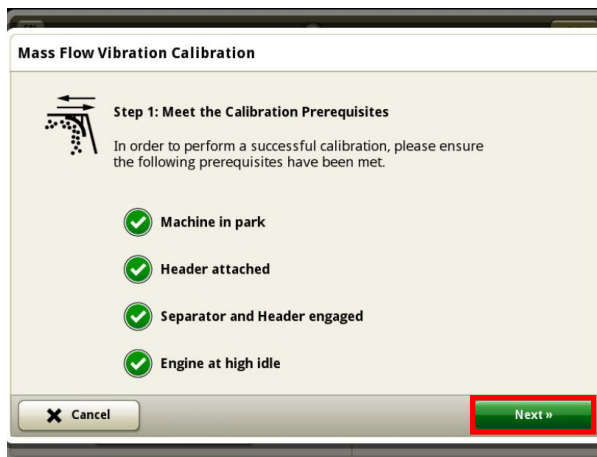 Mass Flow Vibration Calibration
Step 1: Meet the Calibration Prerequisites
In order to perform a successful calibration, please ensure
the following prerequisites have been met.
Machine in park
Header attached
Separator and Header engaged
Engine at high idle
Cancel
Next »